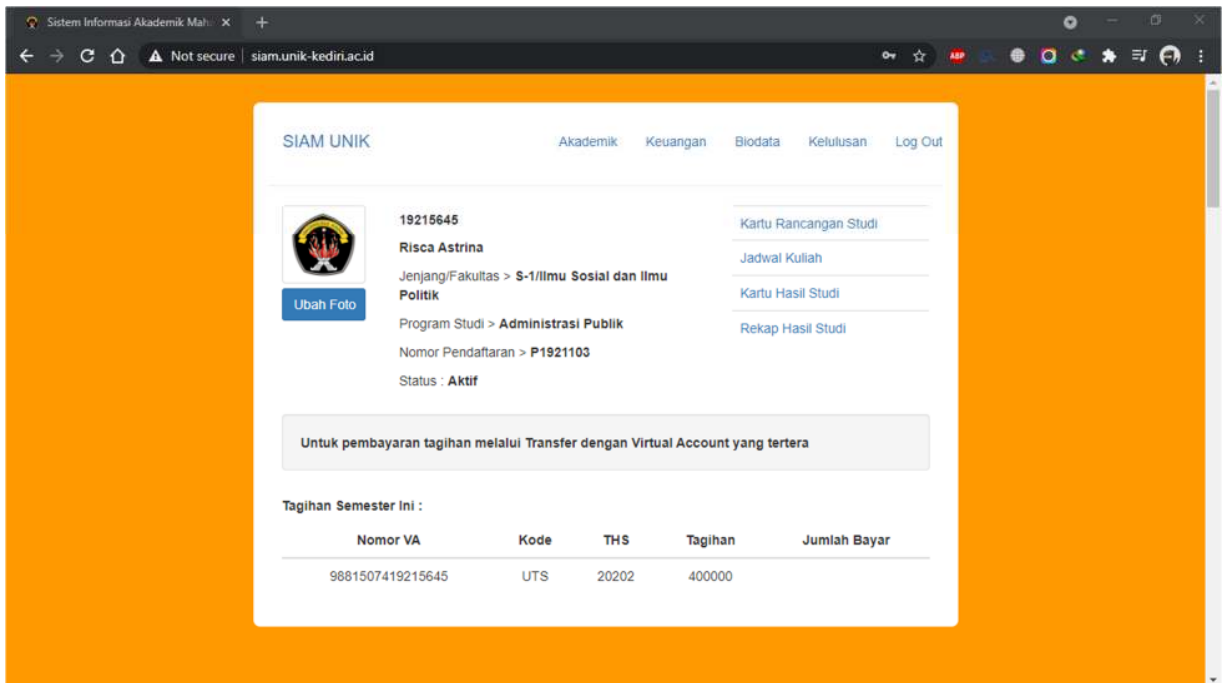 Sistem Informasi Akademik Mah
Not secure siam.unik-kediri.ac.id
ABP
SIAM UNIK Akademik Keuangan Biodata Kelulusan Log Out
19215645
Risca Astrina
Jenjang/Fakultas > S-1/Ilmu Sosial dan Ilmu
Politik
Program Studi > Administrasi Publik
Nomor Pendaftaran > P1921103
Status : Aktif
Ubah Foto
Kartu Rancangan Studi
Jadwal Kuliah
Kartu Hasil Studi
Rekap Hasil Studi
Untuk pembayaran tagihan melalui Transfer dengan Virtual Account yang tertera
Tagihan Semester Ini :
Nomor VA Kode THS Tagihan Jumlah Bayar
9881507419215645 UTS 20202 400000